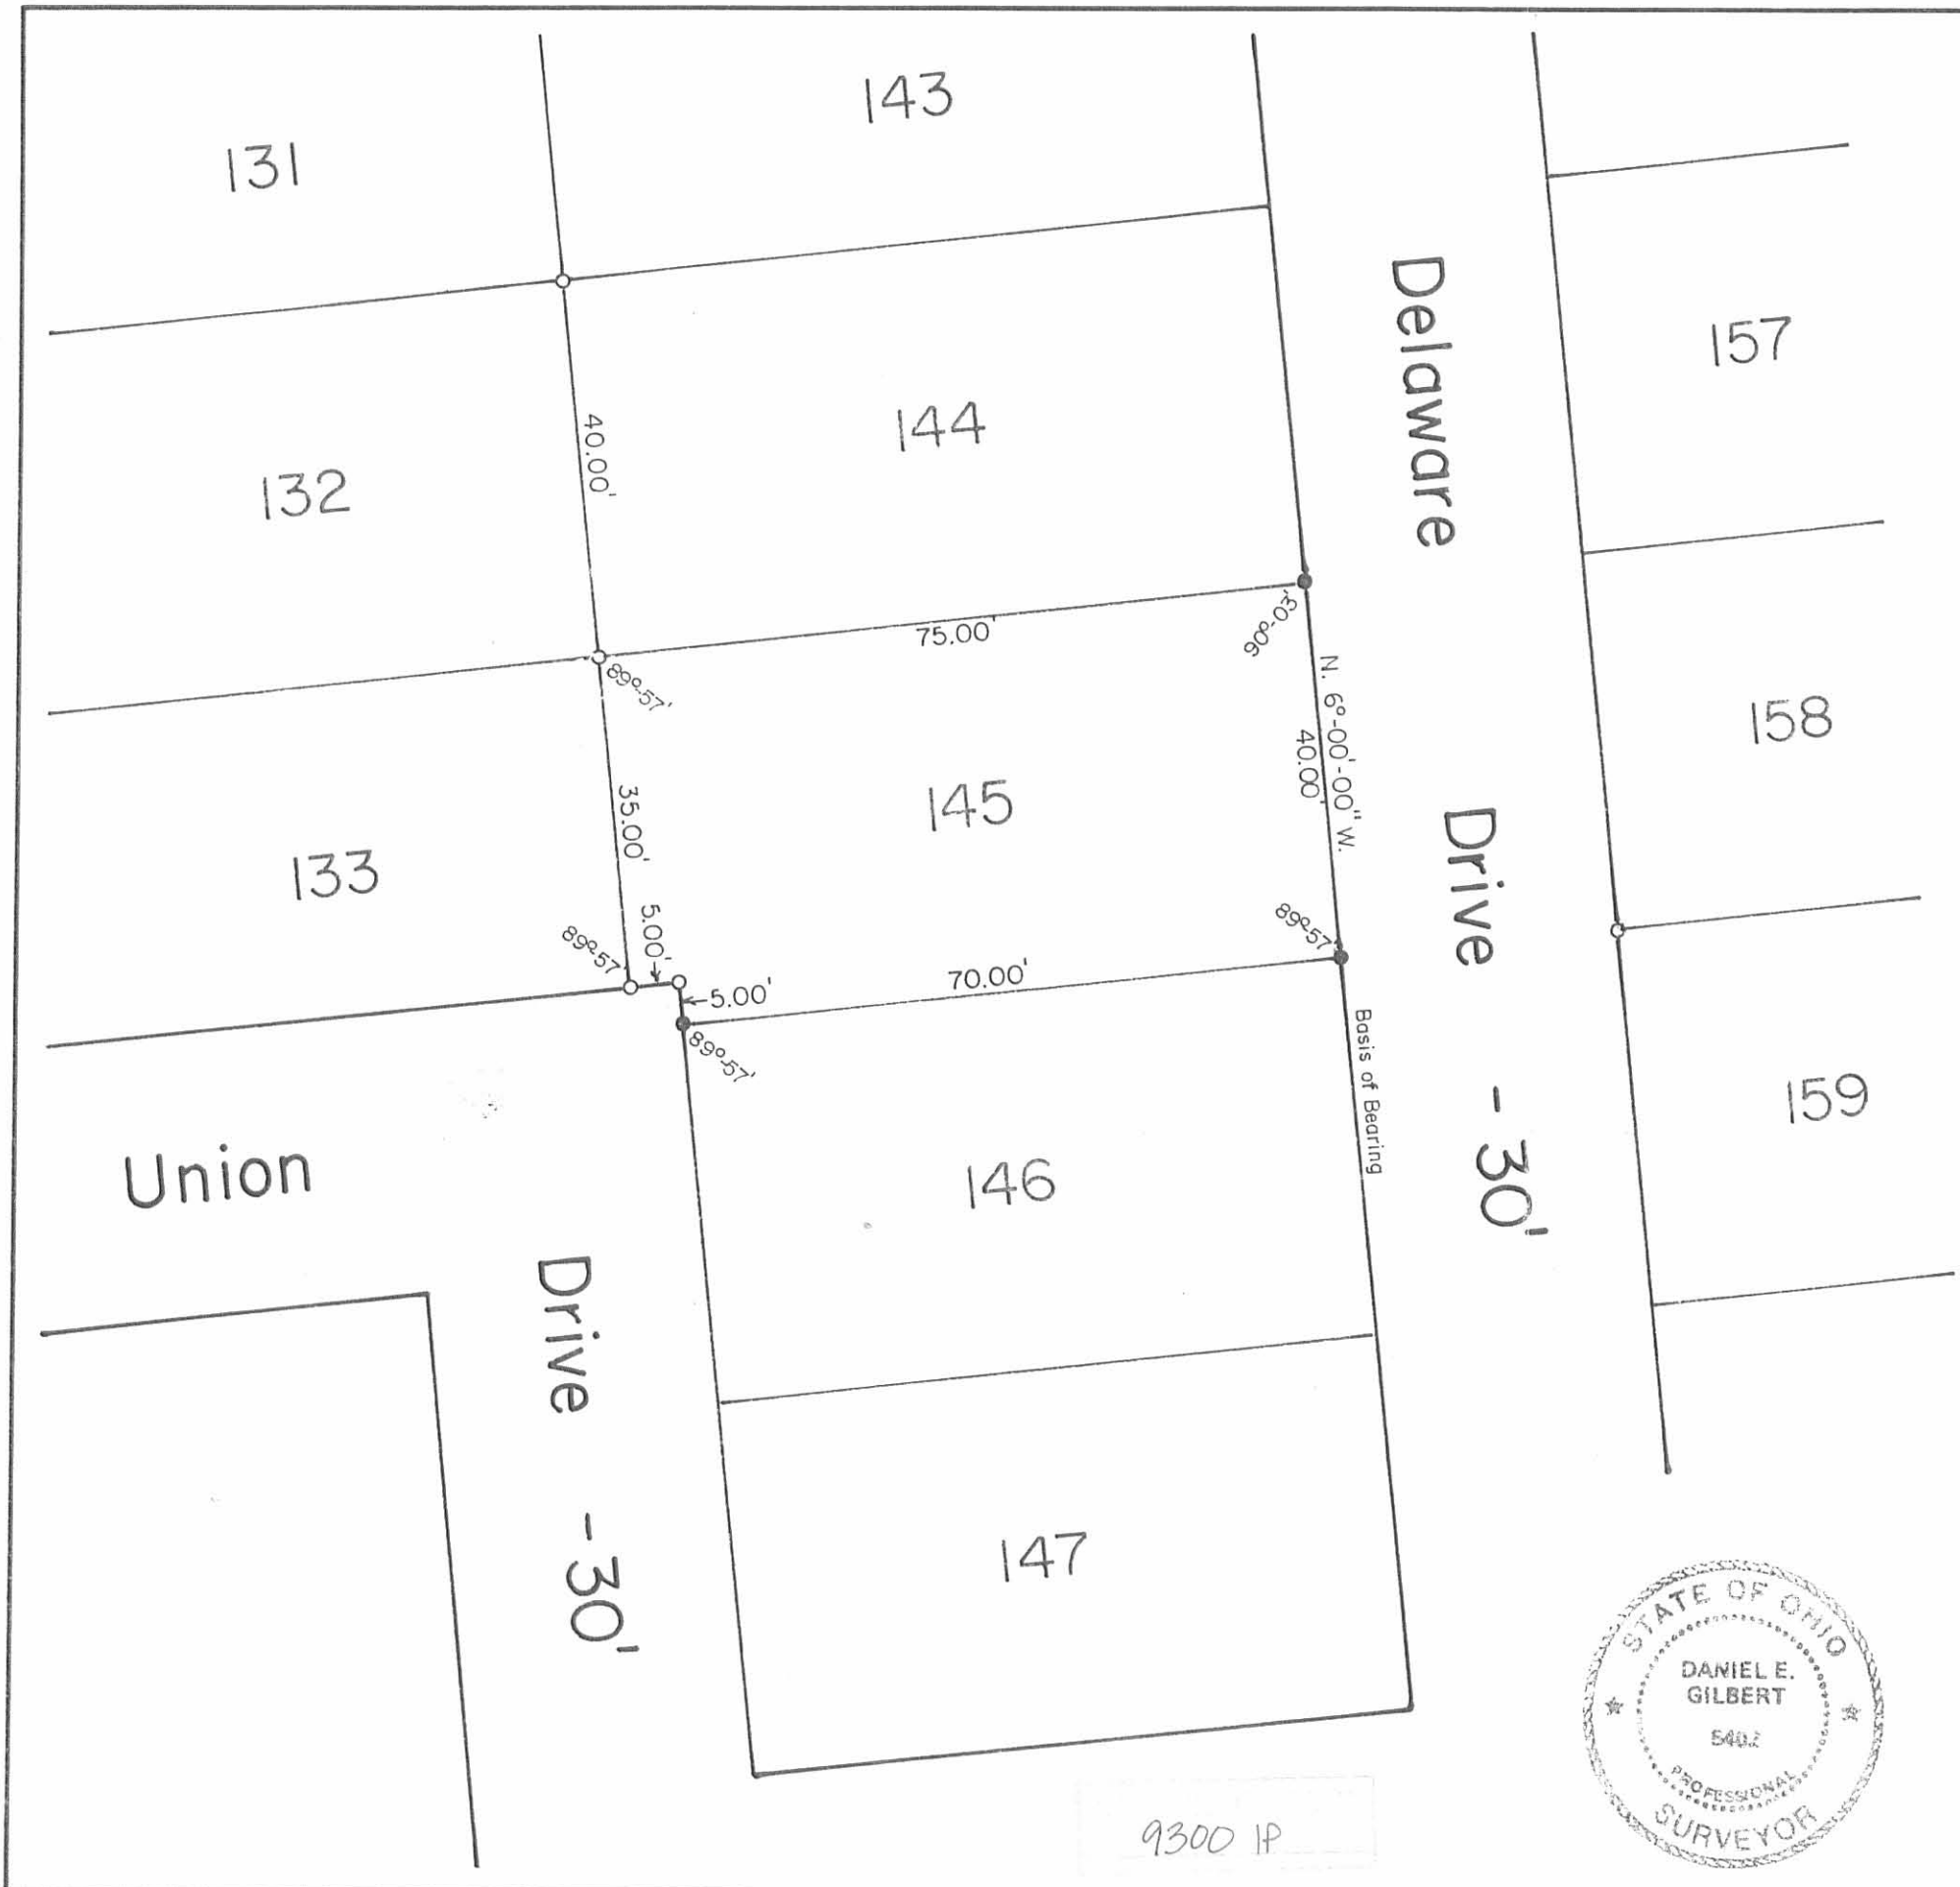 131
143
132
144
133
145
146
147
157
158
159
Delaware Drive - 30'
Union Drive - 30'
40.00'
75.00'
90°-03'
89°-57'
N. 6°-00'-00" W.
40.00'
35.00'
5.00'
89°-57'
89°-57'
5.00'
70.00'
89°-57'
Basis of Bearing
STATE OF OHIO
DANIEL E.
GILBERT
PROFESSIONAL
SURVEYOR
9300 IP